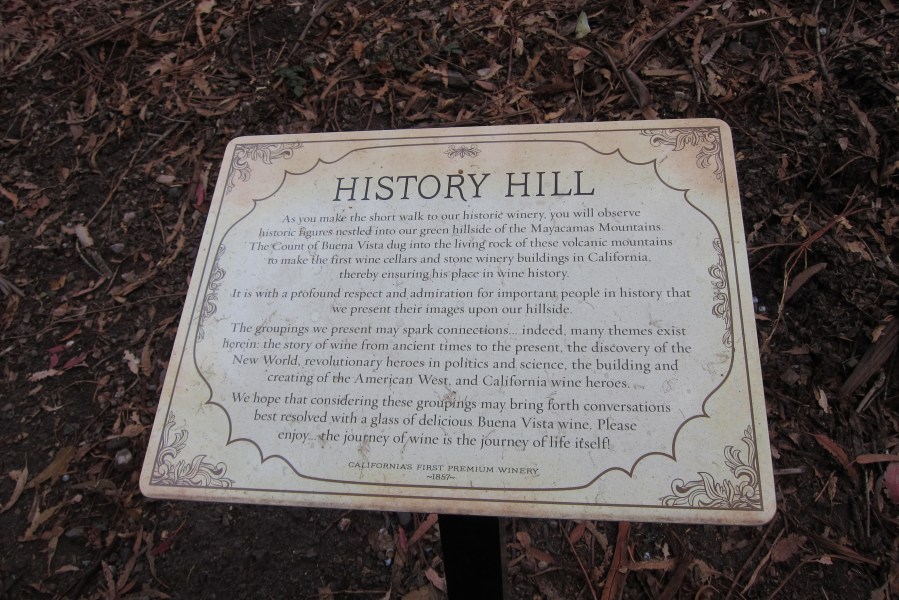 HISTORY HILL
As you make the short walk to our historic winery, you will observe
historic figures nestled into our green hillside of the Mayacamas Mountains.
The Count of Buena Vista dug into the living rock of these volcanic mountains
to make the first wine cellars and stone winery buildings in California,
thereby ensuring his place in wine history.
It is with a profound respect and admiration for important people in history that
we present their images upon our hillside.
The groupings we present may spark connections... indeed, many themes exist
herein: the story of wine from ancient times to the present, the discovery of the
New World, revolutionary heroes in politics and science, the building and
creating of the American West, and California wine heroes.
We hope that considering these groupings may bring forth conversations
best resolved with a glass of delicious Buena Vista wine. Please
enjoy... the journey of wine is the journey of life itself!
CALIFORNIA'S FIRST PREMIUM WINERY
~1857~